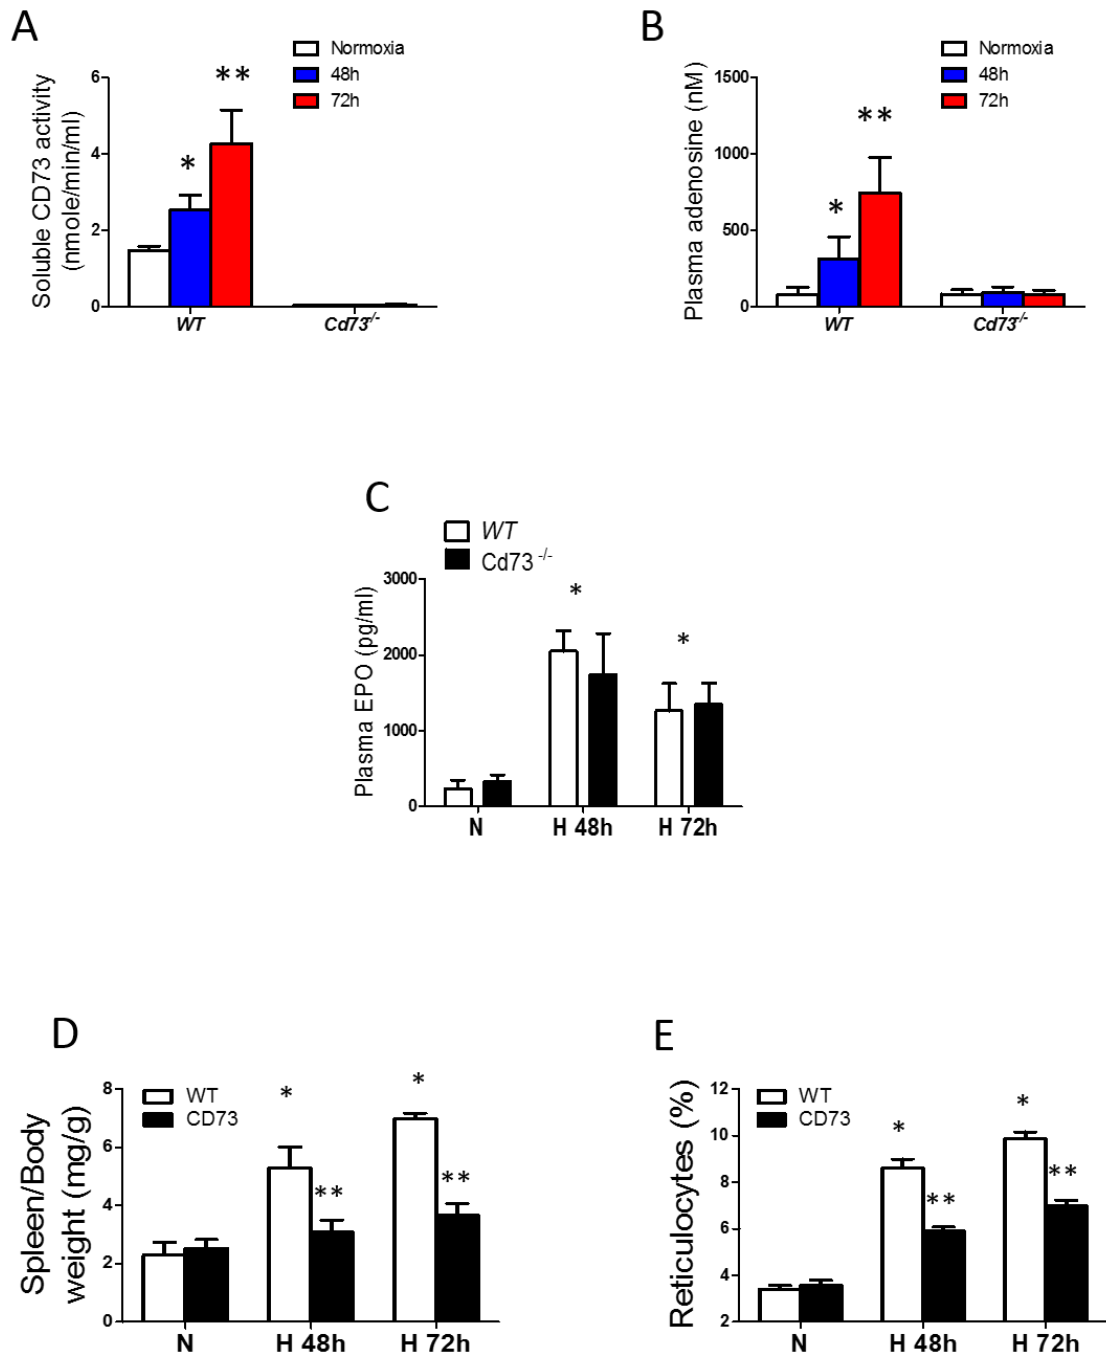 A
Normoxia
48h
72h
Soluble CD73 activity
(nmole/min/ml)
6
4
2
0
*
**
WT
Cd73-/-
B
Normoxia
48h
72h
Plasma adenosine (nM)
1500
1000
500
0
*
**
WT
Cd73-/-
C
WT
Cd73 -/-
Plasma EPO (pg/ml)
3000
2000
1000
0
*
*
N
H 48h
H 72h
D
WT
CD73
Spleen/Body
weight (mg/g)
8
6
4
2
0
*
**
*
**
N
H 48h
H 72h
E
WT
CD73
Reticulocytes (%)
12
10
8
6
4
2
*
**
*
**
N
H 48h
H 72h